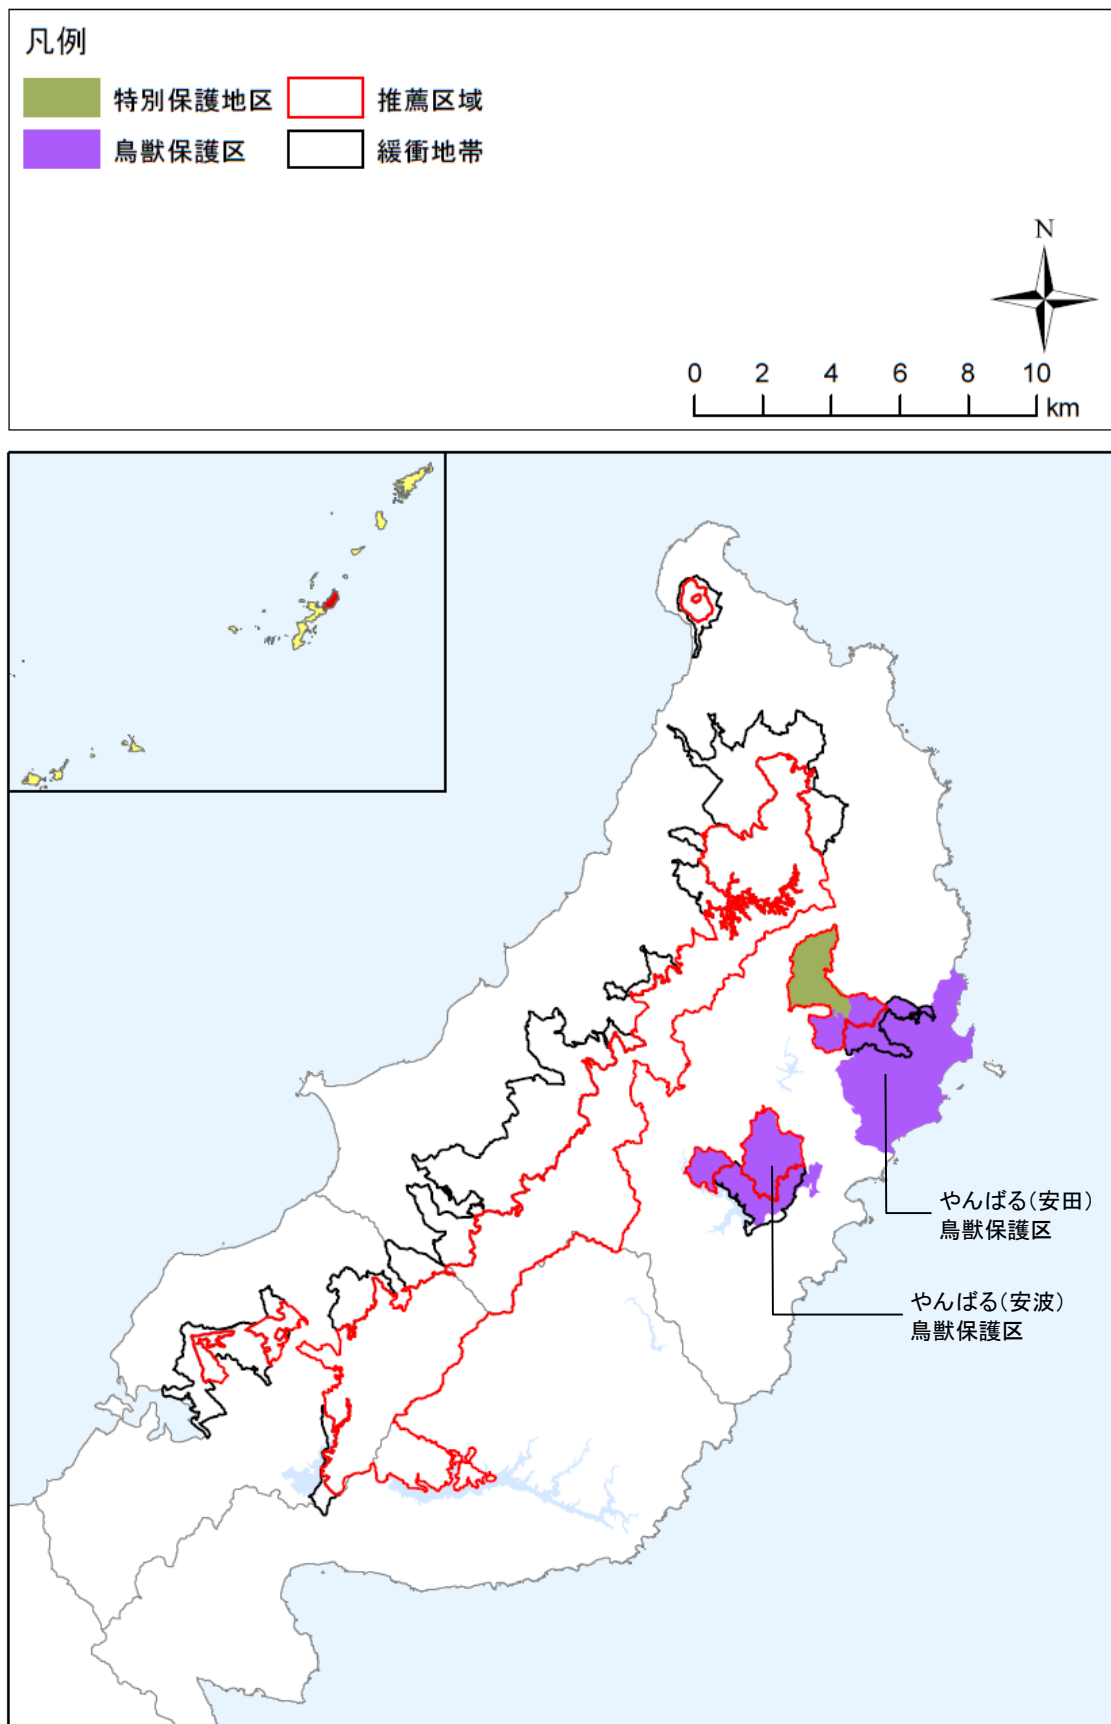 凡例
特別保護地区 推薦区域
鳥獣保護区 緩衝地帯
N
0 2 4 6 8 10
km
やんばる(安田)
鳥獣保護区
やんばる(安波)
鳥獣保護区